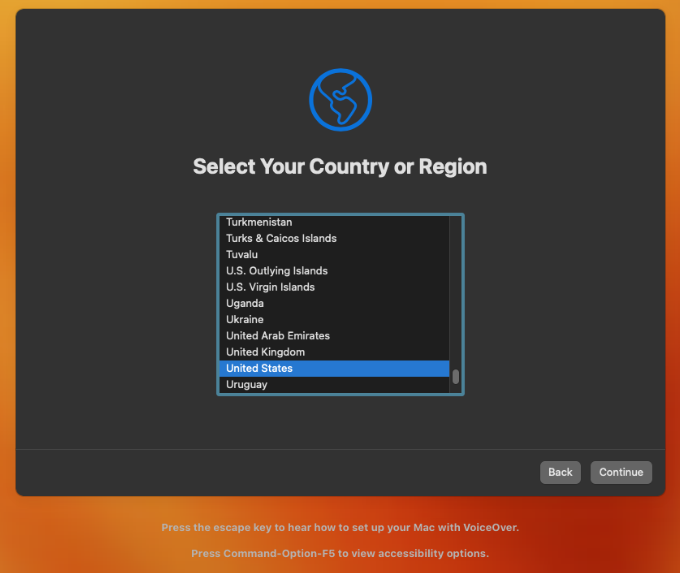 Select Your Country or Region
Turkmenistan
Turks & Caicos Islands
Tuvalu
U.S. Outlying Islands
U.S. Virgin Islands
Uganda
Ukraine
United Arab Emirates
United Kingdom
United States
Uruguay
Back
Continue
Press the escape key to hear how to set up your Mac with VoiceOver.
Press Command-Option-F5 to view accessibility options.